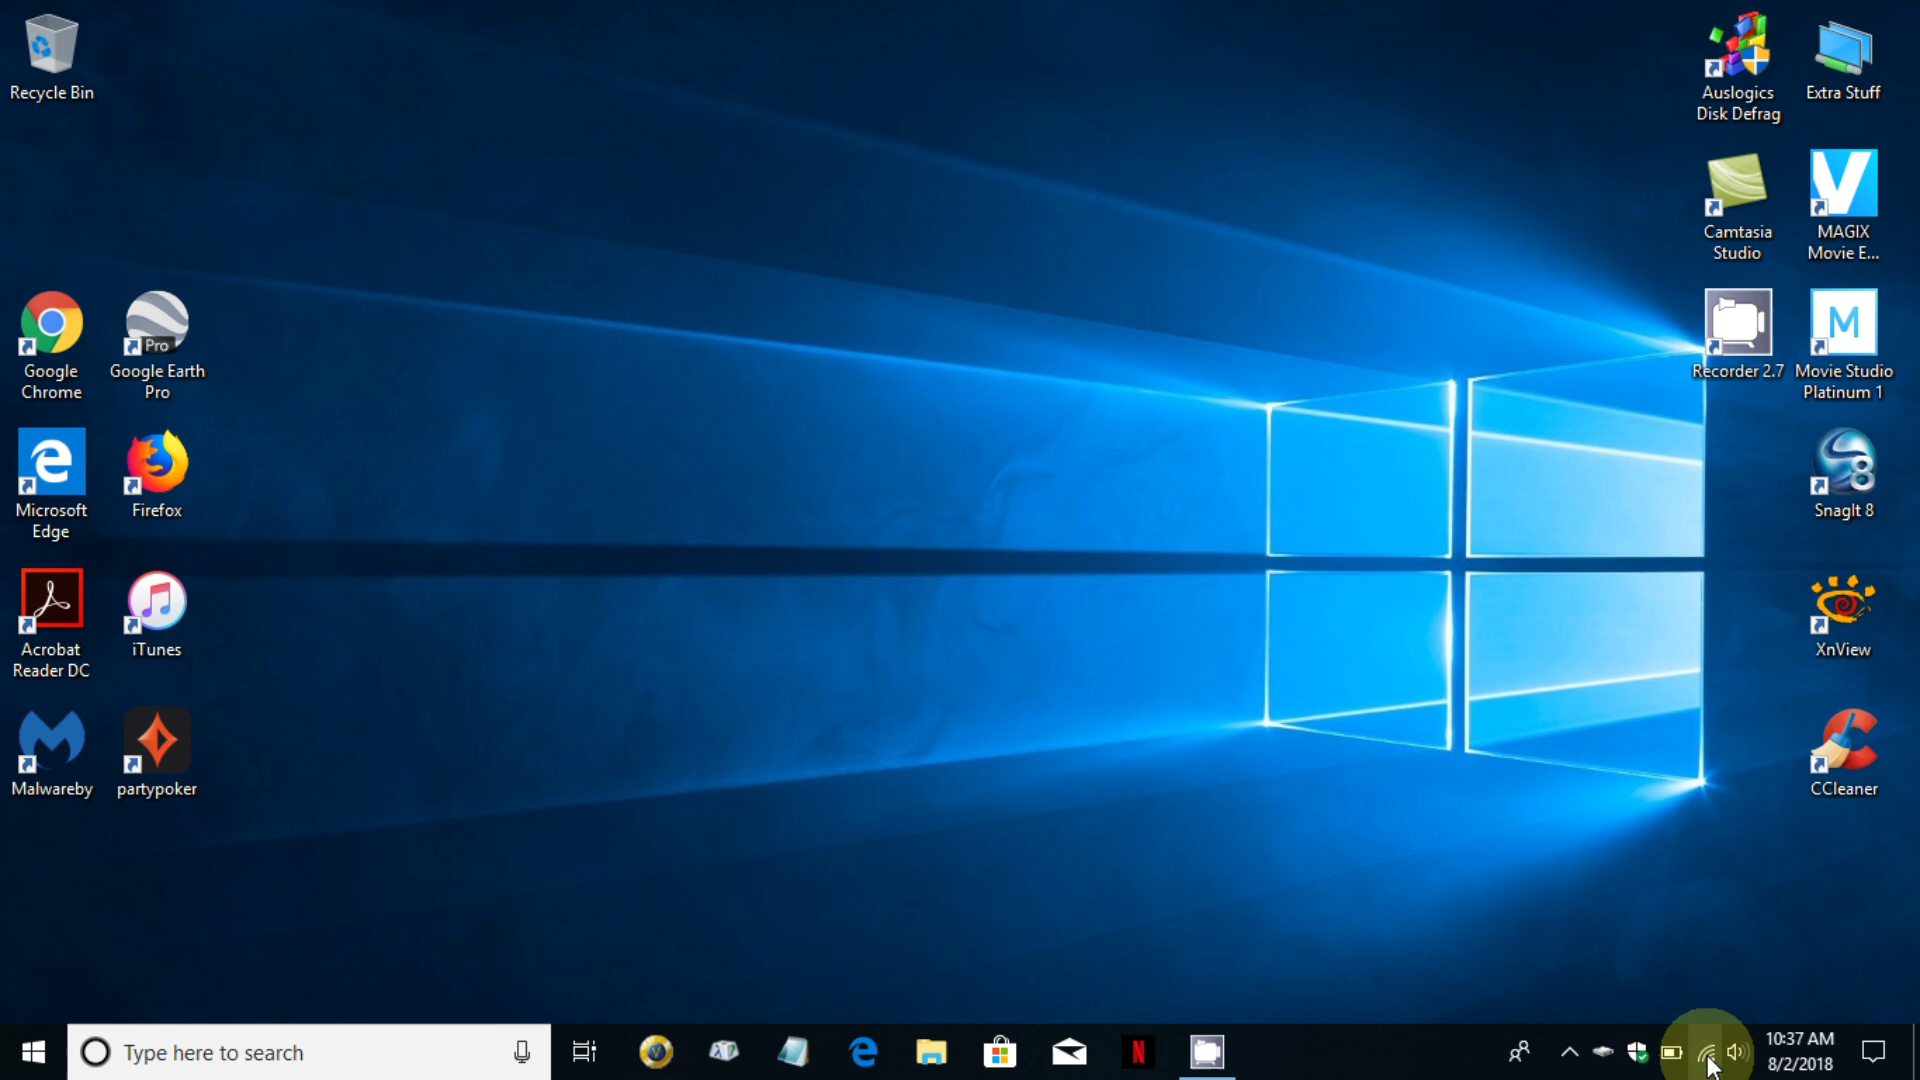 Recycle Bin
Auslogics
Disk Defrag
Extra Stuff
Camtasia
Studio
V
MAGIX
Movie E...
Google
Chrome
Pro
Google Earth
Pro
Recorder 2.7
M
Movie Studio
Platinum 1
Microsoft
Edge
Firefox
S
8
SnagIt 8
Acrobat
Reader DC
iTunes
XnView
Malwareby
partypoker
CCleaner
Type here to search
N
10:37 AM
8/2/2018